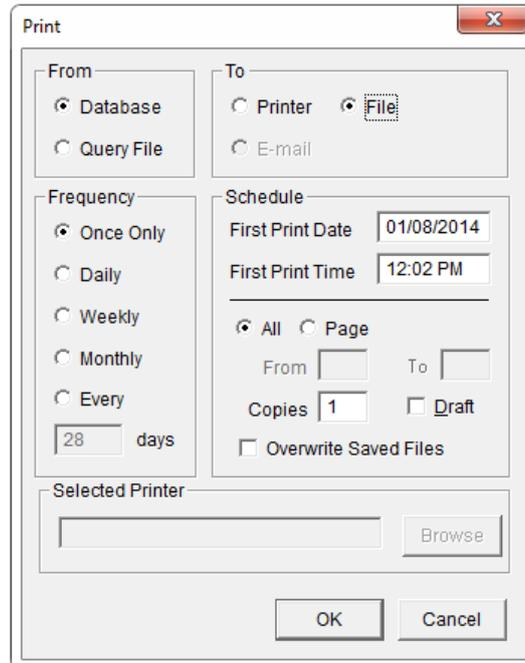 Print
From
Database
Query File
To
Printer File
E-mail
Frequency
Once Only
Daily
Weekly
Monthly
Every
28 days
Schedule
First Print Date 01/08/2014
First Print Time 12:02 PM
All Page
From To
Copies 1 Draft
Overwrite Saved Files
Selected Printer
Browse
OK Cancel